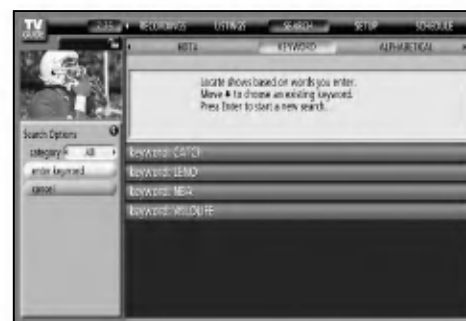 TV GUIDE
2:35 RECORDINGS LISTINGS SEARCH SETUP SCHEDULE
KEYWORD ALPHABETICAL
Locate shows based on words you enter.
Move to choose an existing keyword.
Press Enter to start a new search.
Search Options
category All
enter keyword
cancel
keyword: CATCH
keyword: LENO
keyword: NBA
keyword: WILDLIFE